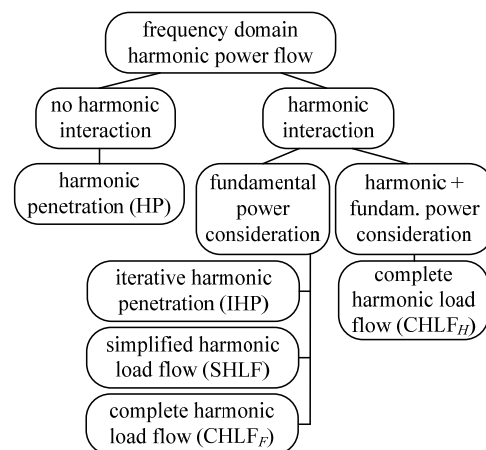 frequency domain
harmonic power flow
no harmonic
interaction
harmonic
interaction
harmonic
penetration (HP)
fundamental
power
consideration
harmonic +
fundam. power
consideration
iterative harmonic
penetration (IHP)
simplified harmonic
load flow (SHLF)
complete harmonic
load flow (CHLF_F)
complete
harmonic load
flow (CHLF_H)